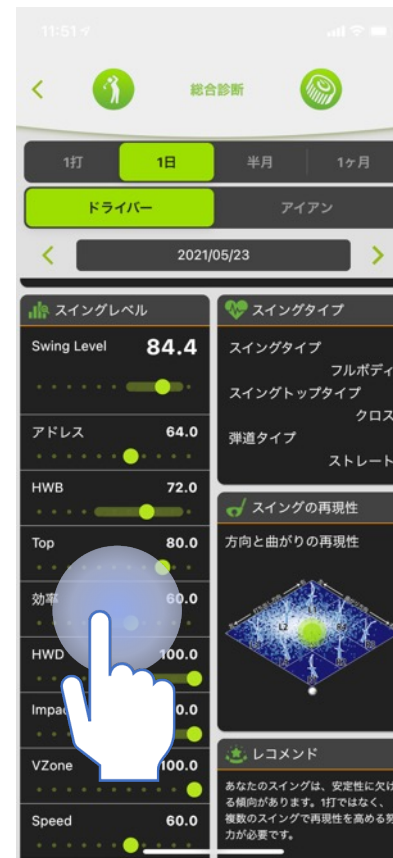 11:51
総合診断
1打
1日
半月
1ヶ月
ドライバー
アイアン
2021/05/23
スイングレベル
Swing Level 84.4
アドレス 64.0
HWB 72.0
Top 80.0
効率 60.0
HWD 100.0
Impac 0.0
VZone 100.0
Speed 60.0
スイングタイプ
スイングタイプ
フルボディ
スイングトップタイプ
クロス
弾道タイプ
ストレート
スイングの再現性
方向と曲がりの再現性
L2
レコメンド
あなたのスイングは、安定性に欠け
る傾向があります。1打ではなく、
複数のスイングで再現性を高める努
力が必要です。